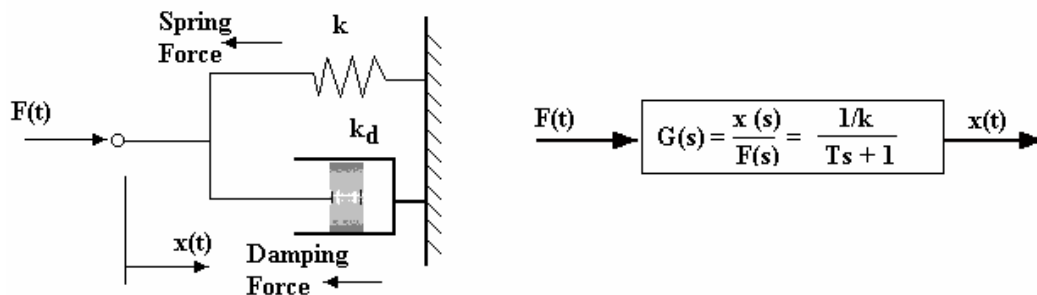 Spring
Force
k
F(t)
k_d
x(t)
Damping
Force
F(t)
G(s) = x (s) / F(s) = 1/k / Ts + 1
x(t)